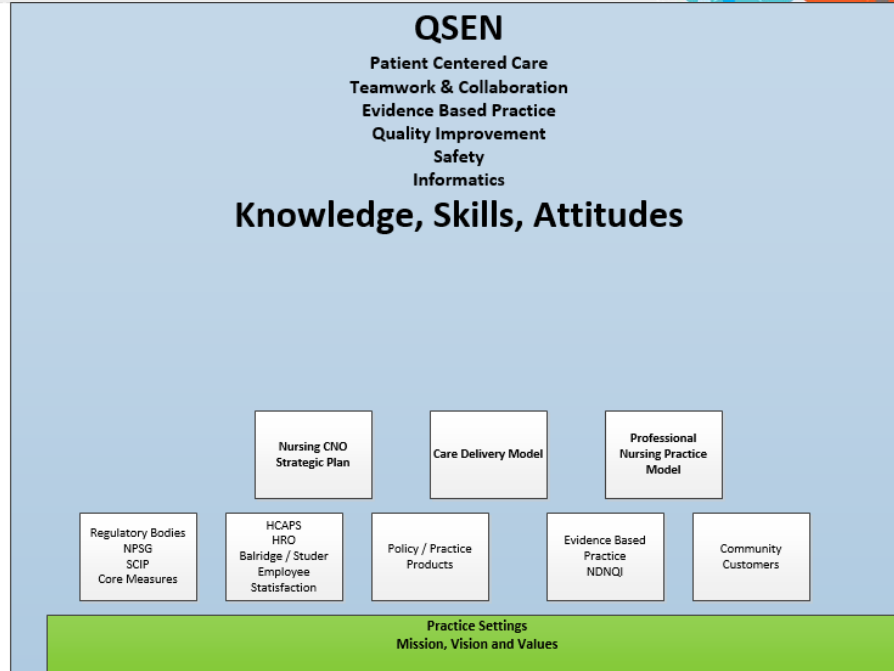 QSEN
Patient Centered Care
Teamwork & Collaboration
Evidence Based Practice
Quality Improvement
Safety
Informatics
Knowledge, Skills, Attitudes
Nursing CNO
Strategic Plan
Care Delivery Model
Professional
Nursing Practice
Model
Regulatory Bodies
NPSG
SCIP
Core Measures
HCAPS
HRO
Balridge / Studer
Employee
Statisfaction
Policy / Practice
Products
Evidence Based
Practice
NDNQI
Community
Customers
Practice Settings
Mission, Vision and Values